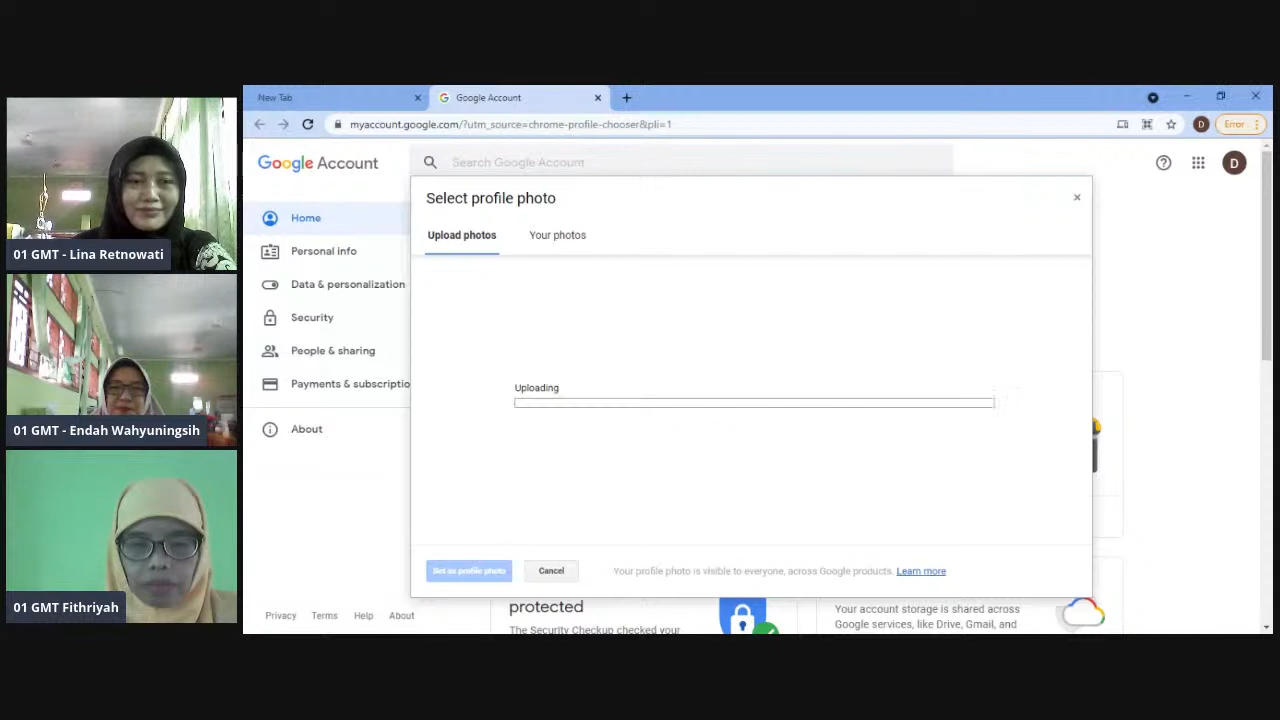 New Tab
Google Account
myaccount.google.com/?utm_source=chrome-profile-chooser&pli=1
D
Error
Google Account
Search Google Account
D
Select profile photo
Upload photos
Your photos
Home
Personal info
Data & personalization
Security
People & sharing
Payments & subscriptio
About
Uploading
Set as profile photo
Cancel
Your profile photo is visible to everyone, across Google products. Learn more
Privacy
Terms
Help
About
protected
The Security Checkup checked your
Your account storage is shared across
Google services, like Drive, Gmail, and
01 GMT - Lina Retnowati
01 GMT - Endah Wahyuningsih
01 GMT Fithriyah